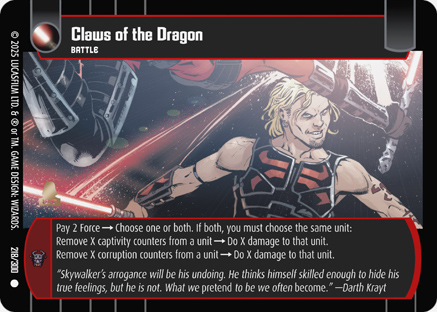 Claws of the Dragon
BATTLE
© 2025 LUCASFILM LTD. & ® or TM. GAME DESIGN: WIZARDS.
Pay 2 Force → Choose one or both. If both, you must choose the same unit:
Remove X captivity counters from a unit → Do X damage to that unit.
Remove X corruption counters from a unit → Do X damage to that unit.
"Skywalker's arrogance will be his undoing. He thinks himself skilled enough to hide his
true feelings, but he is not. What we pretend to be we often become." —Darth Krayt
218/300